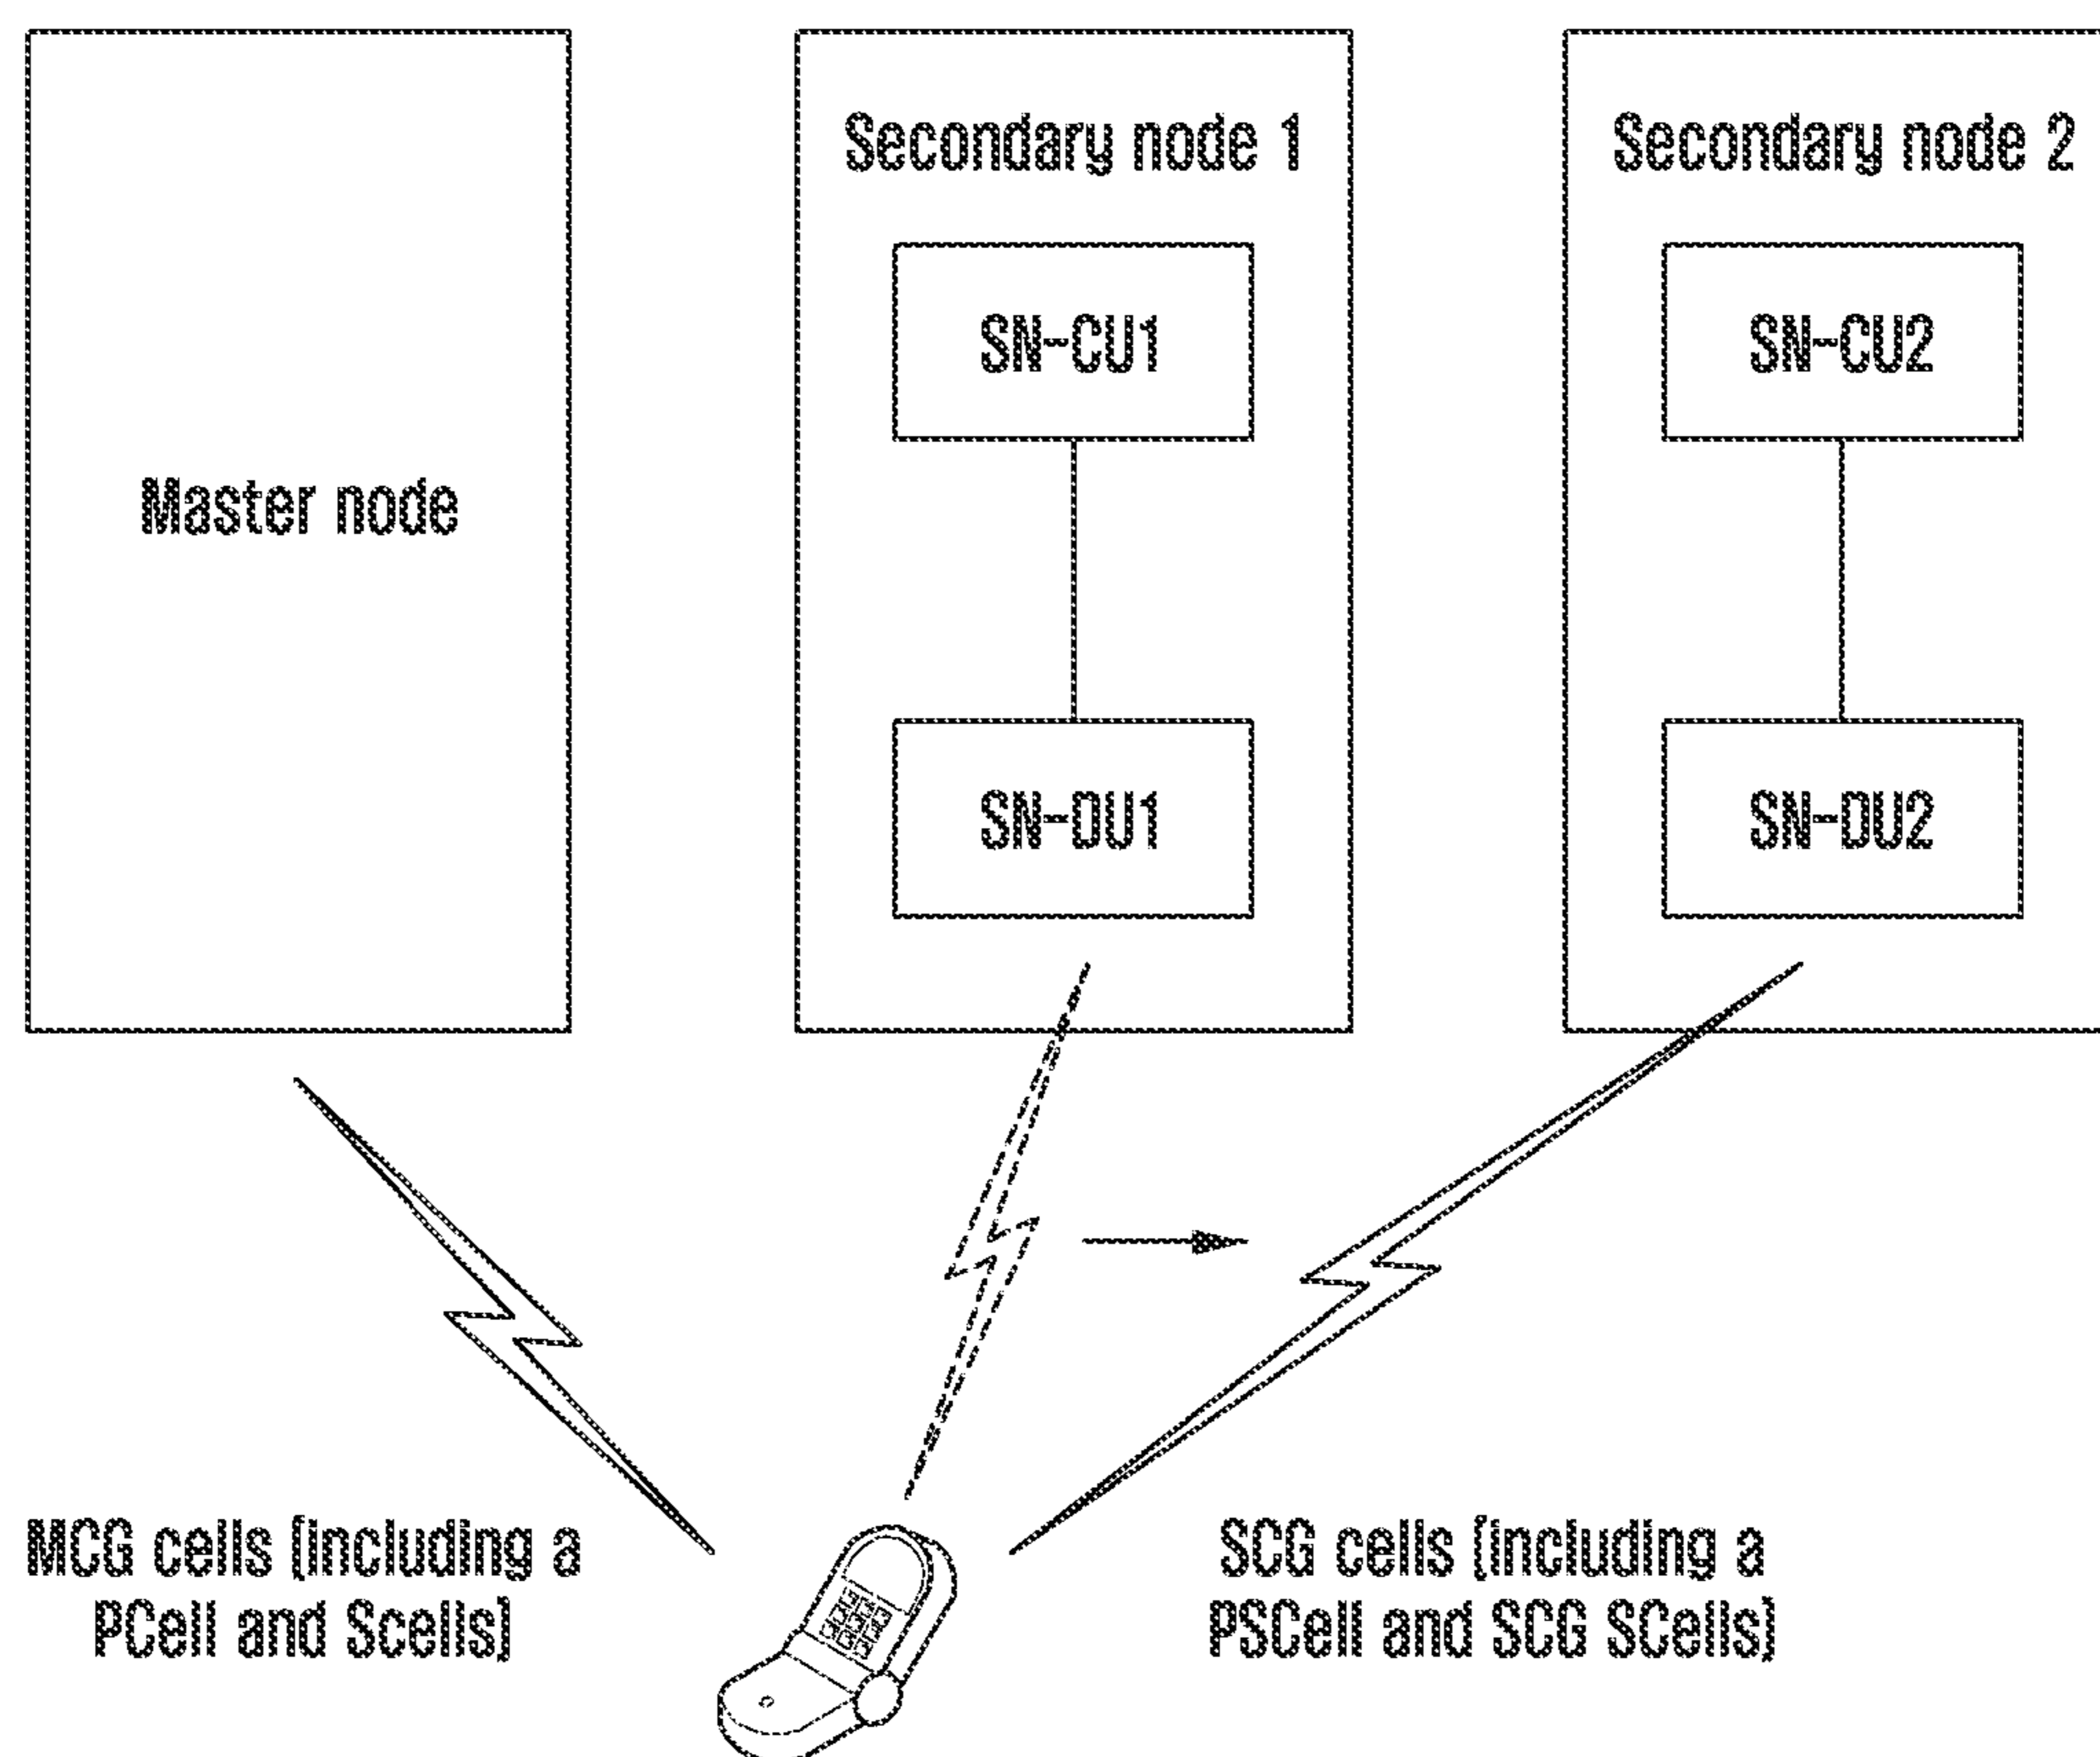 Master node
Secondary node 1
SN-CU1
SN-DU1
Secondary node 2
SN-CU2
SN-DU2
MCG cells (including a
PCell and Scells)
SCG cells (including a
PSCell and SCG SCells)